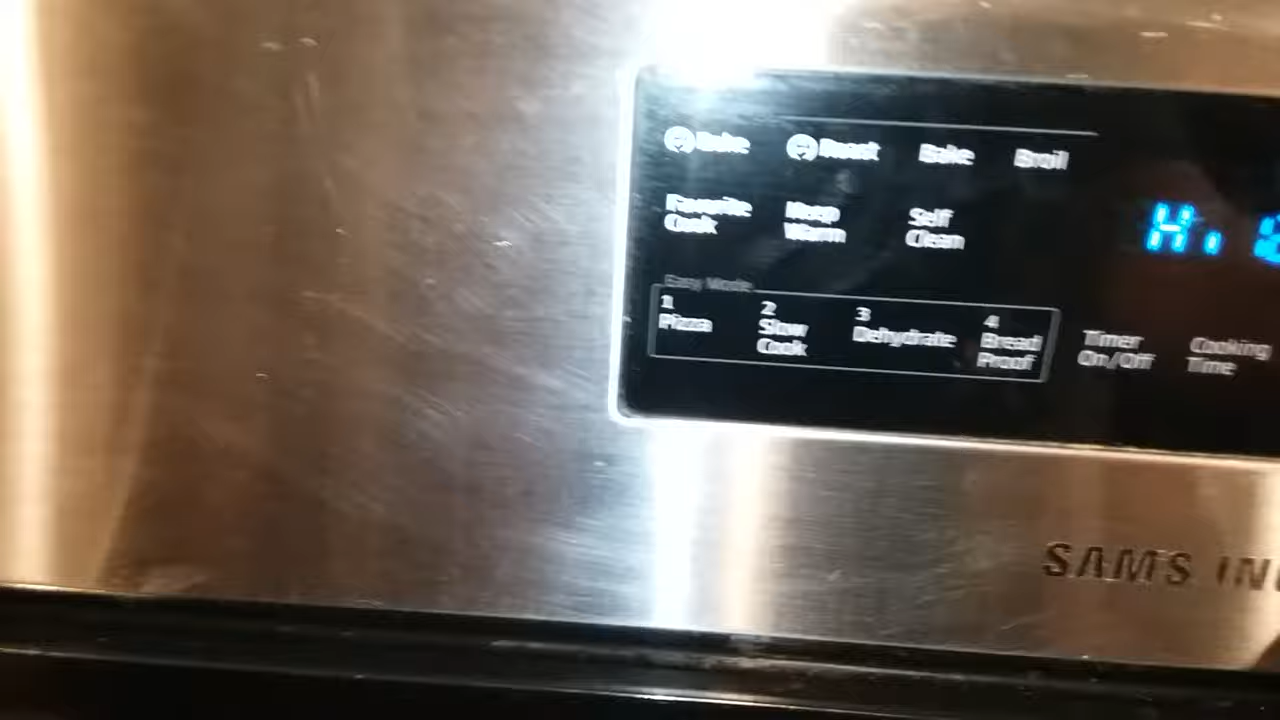 Bake Roast Bake Broil
Favorite Keep Self
Cook Warm Clean
Easy Mode
1 2 3 4
Pizza Slow Dehydrate Bread Timer Cooking
Cook Proof On/Off Time
SAMSUNG